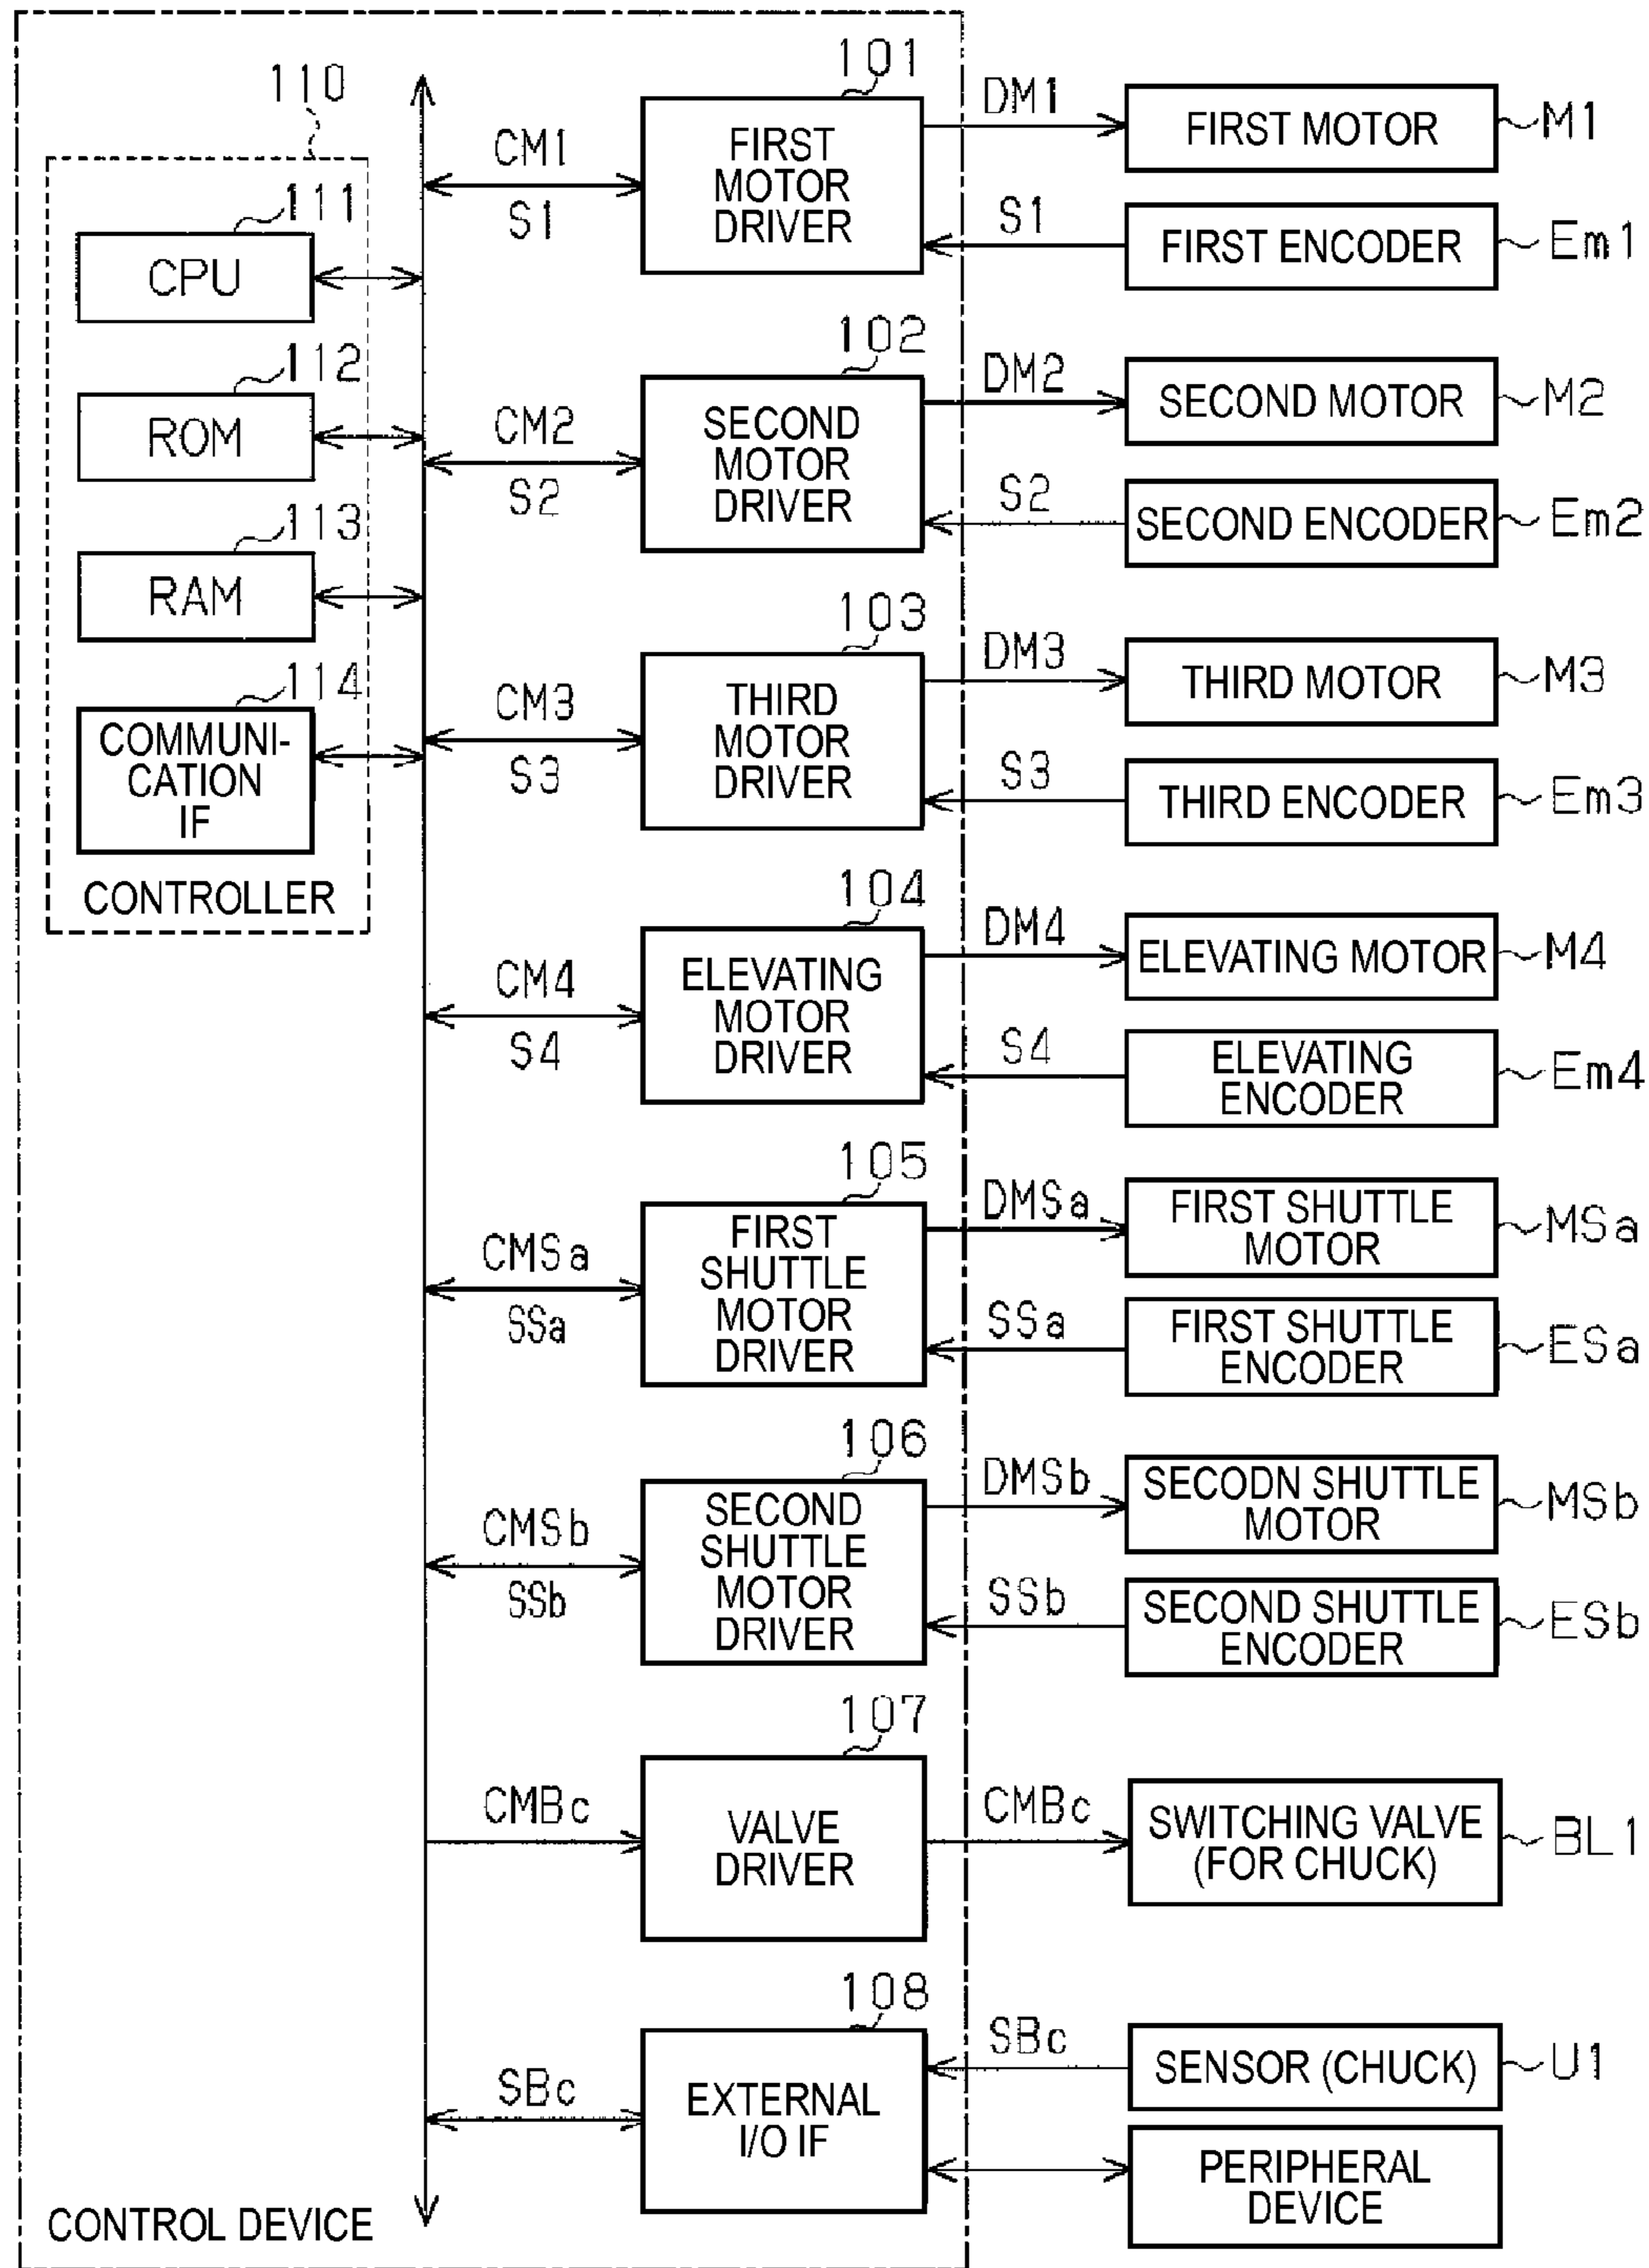 110
111
CPU
112
ROM
113
RAM
114
COMMUNI-
CATION
IF
CONTROLLER
CM1
S1
101
FIRST
MOTOR
DRIVER
DM1
FIRST MOTOR
M1
S1
FIRST ENCODER
Em1
CM2
S2
102
SECOND
MOTOR
DRIVER
DM2
SECOND MOTOR
M2
S2
SECOND ENCODER
Em2
CM3
S3
103
THIRD
MOTOR
DRIVER
DM3
THIRD MOTOR
M3
S3
THIRD ENCODER
Em3
CM4
S4
104
ELEVATING
MOTOR
DRIVER
DM4
ELEVATING MOTOR
M4
S4
ELEVATING
ENCODER
Em4
CMSa
SSa
105
FIRST
SHUTTLE
MOTOR
DRIVER
DMSa
FIRST SHUTTLE
MOTOR
MSa
SSa
FIRST SHUTTLE
ENCODER
ESa
CMSb
SSb
106
SECOND
SHUTTLE
MOTOR
DRIVER
DMSb
SECODN SHUTTLE
MOTOR
MSb
SSb
SECOND SHUTTLE
ENCODER
ESb
CMBc
107
VALVE
DRIVER
CMBc
SWITCHING VALVE
(FOR CHUCK)
BL1
SBc
108
EXTERNAL
I/O IF
SBc
SENSOR (CHUCK)
U1
PERIPHERAL
DEVICE
CONTROL DEVICE